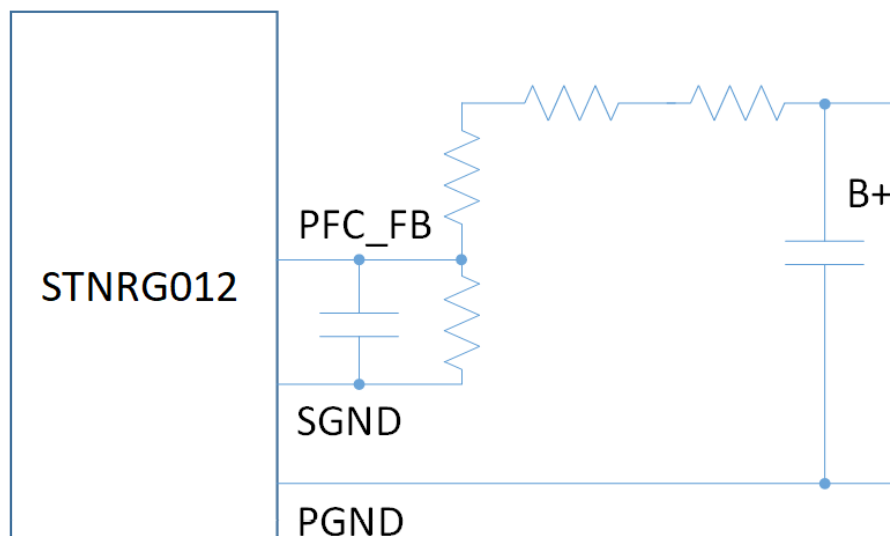 B+
PFC_FB
STNRG012
SGND
PGND